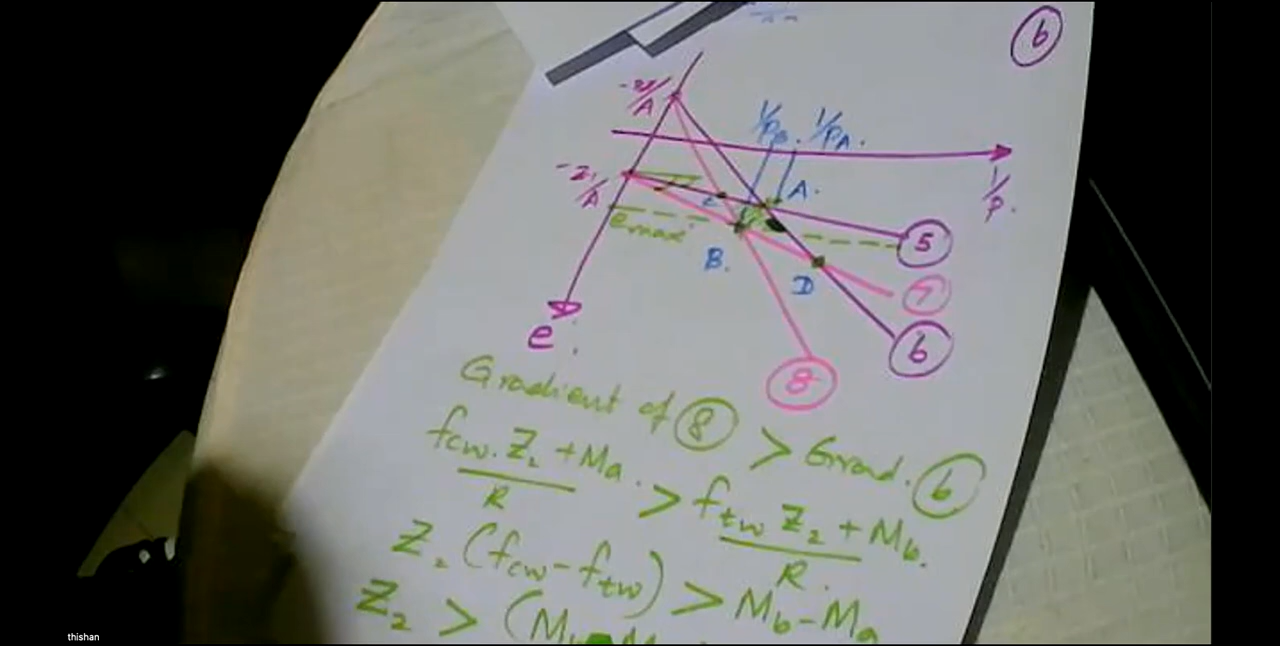 6
-Z2/A
1/PB. 1/PA.
-Z1/A
A.
1/P.
C
emax
5
B.
D
7
e.
6
8
Gradient of 8 > Grad. 6
fcw. Z2 + Ma. / R > ftw Z2 + Mb. / R.
Z2 (fcw - ftw) > Mb - Ma
Z2 > (Mb
thishan